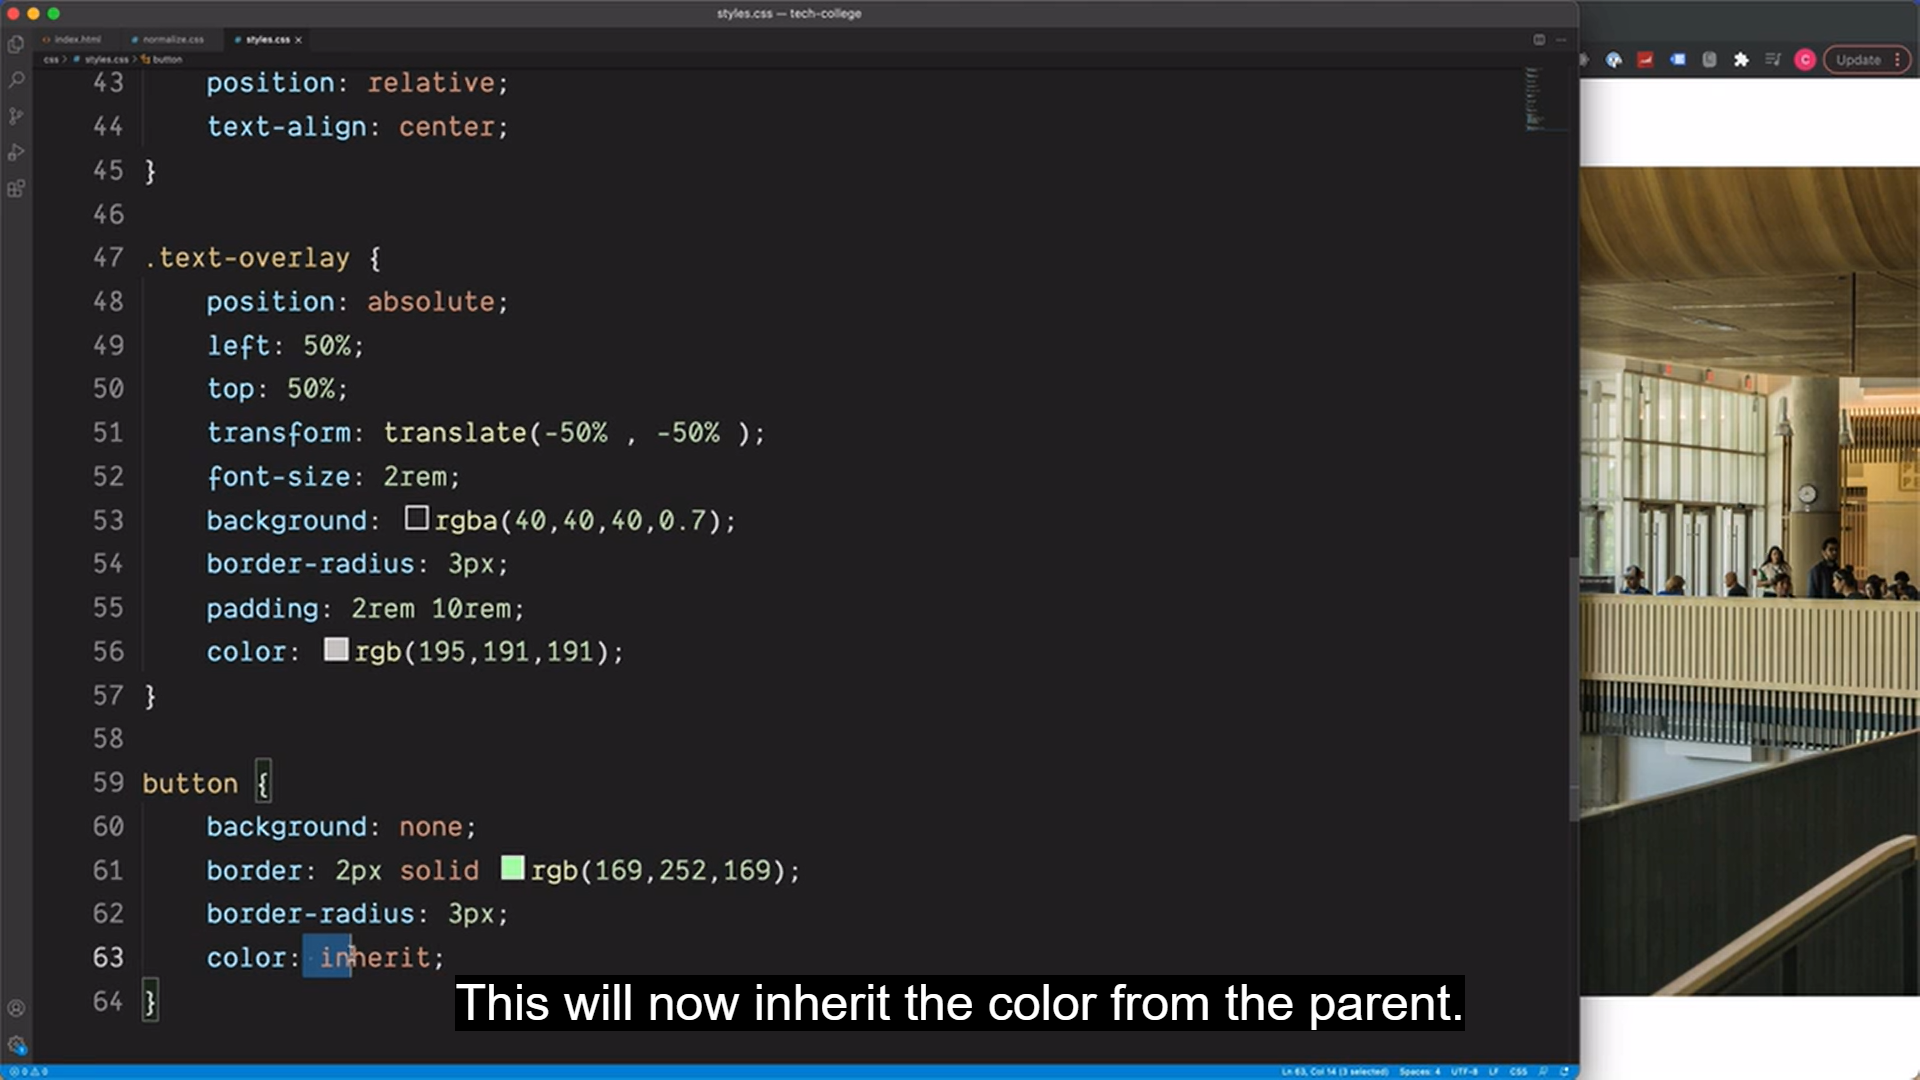 styles.css — tech-college
index.html normalize.css styles.css
css > styles.css > button
Update
C
43 position: relative;
44 text-align: center;
45 }
46
47 .text-overlay {
48 position: absolute;
49 left: 50%;
50 top: 50%;
51 transform: translate(-50% , -50% );
52 font-size: 2rem;
53 background: rgba(40,40,40,0.7);
54 border-radius: 3px;
55 padding: 2rem 10rem;
56 color: rgb(195,191,191);
57 }
58
59 button {
60 background: none;
61 border: 2px solid rgb(169,252,169);
62 border-radius: 3px;
63 color: inherit;
64 }
This will now inherit the color from the parent.
0 0 Ln 63, Col 14 (3 selected) Spaces: 4 UTF-8 LF CSS